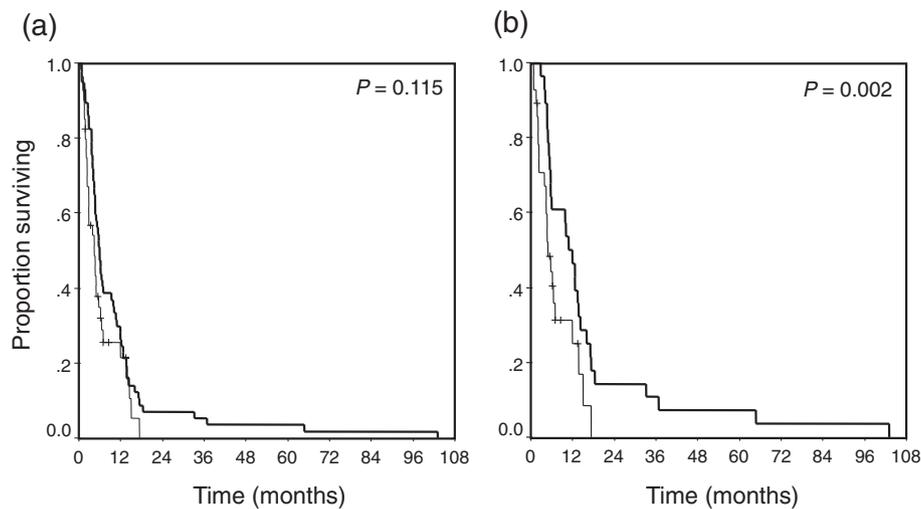 (a)
P = 0.115
Proportion surviving
1.0
.8
.6
.4
.2
0.0
0 12 24 36 48 60 72 84 96 108
Time (months)
(b)
P = 0.002
1.0
.8
.6
.4
.2
0.0
0 12 24 36 48 60 72 84 96 108
Time (months)